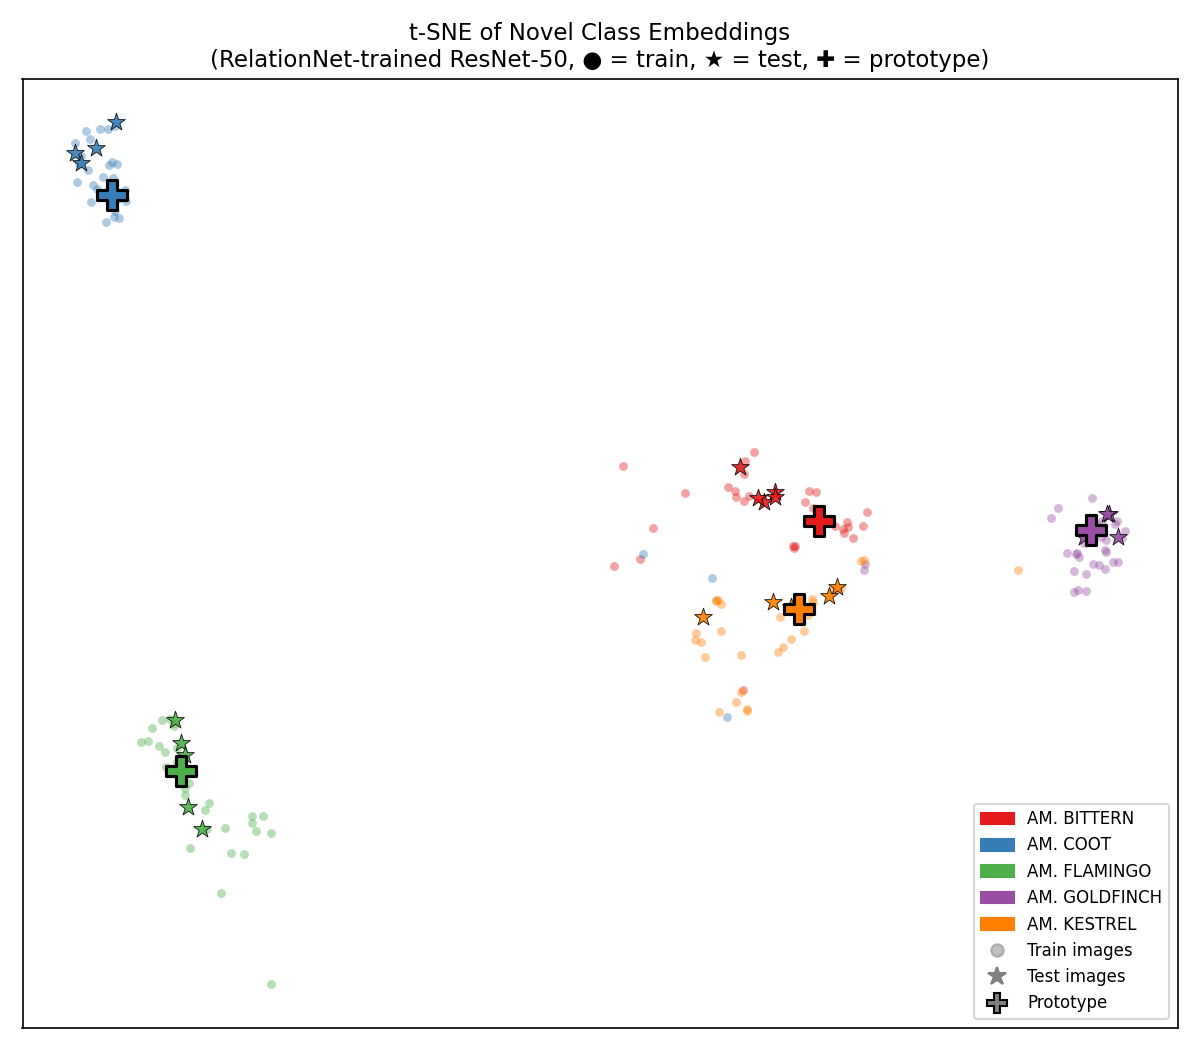 t-SNE of Novel Class Embeddings
(RelationNet-trained ResNet-50, ● = train, ★ = test, ✚ = prototype)
AM. BITTERN
AM. COOT
AM. FLAMINGO
AM. GOLDFINCH
AM. KESTREL
Train images
Test images
Prototype